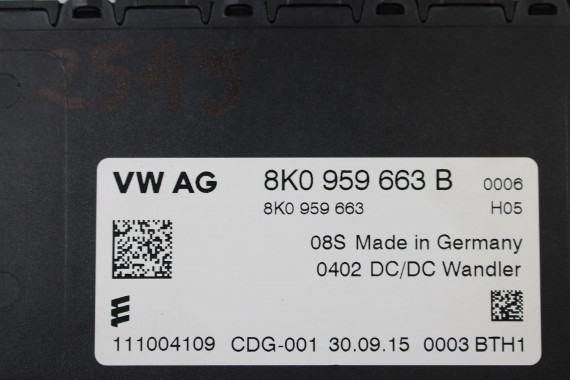 VW AG 8K0 959 663 B 0006
8K0 959 663 H05
08S Made in Germany
0402 DC/DC Wandler
111004109 CDG-001 30.09.15 0003 BTH1